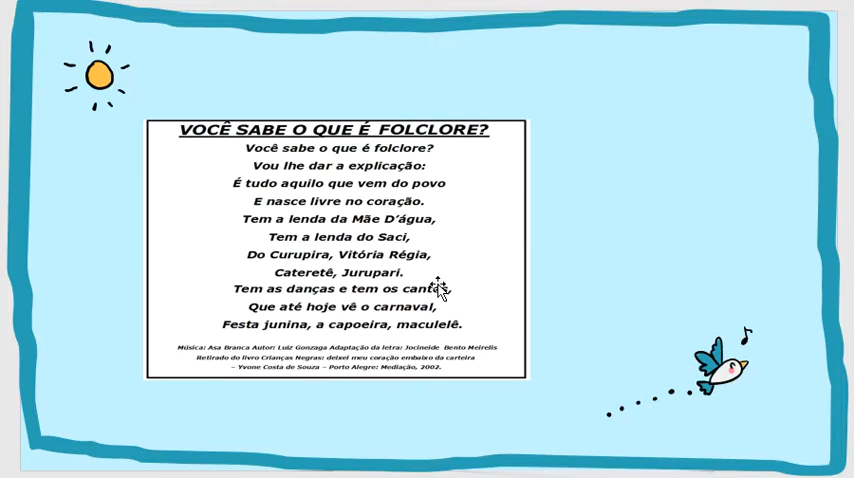 VOCÊ SABE O QUE É FOLCLORE?
Você sabe o que é folclore?
Vou lhe dar a explicação:
É tudo aquilo que vem do povo
E nasce livre no coração.
Tem a lenda da Mãe D'água,
Tem a lenda do Saci,
Do Curupira, Vitória Régia,
Cateretê, Jurupari.
Tem as danças e tem os cantos,
Que até hoje vê o carnaval,
Festa junina, a capoeira, maculelê.
Música: Asa Branca Autor: Luiz Gonzaga Adaptação da letra: Jocineide Bento Meirelis
Retirado do livro Crianças Negras: deixei meu coração embaixo da carteira
– Yvone Costa de Souza – Porto Alegre: Mediação, 2002.